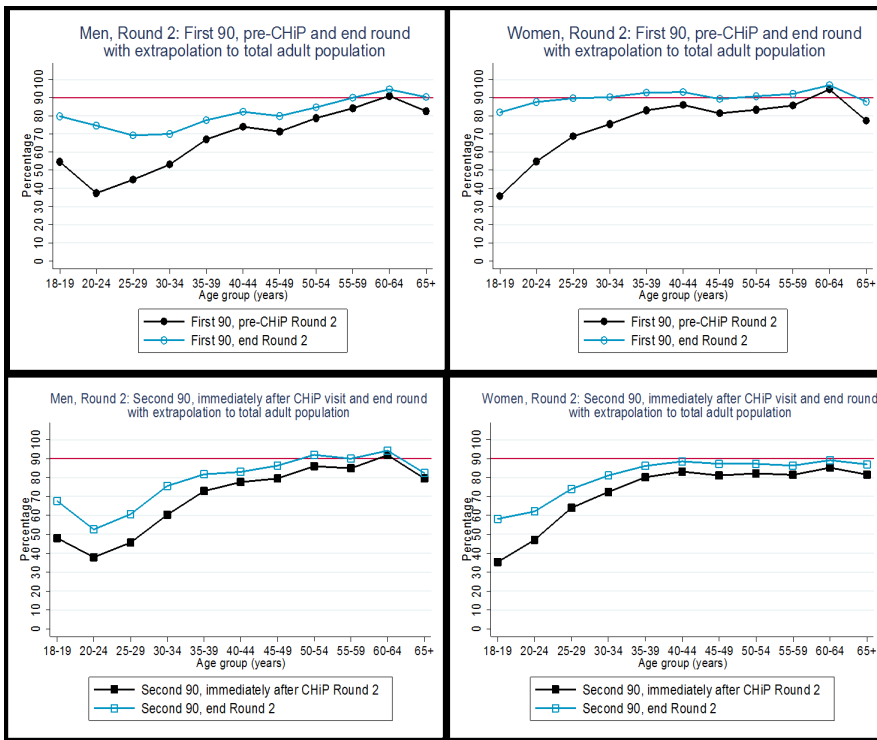 Men, Round 2: First 90, pre-CHiP and end round
with extrapolation to total adult population
Percentage
100
90
80
70
60
50
40
30
20
10
0
18-19 20-24 25-29 30-34 35-39 40-44 45-49 50-54 55-59 60-64 65+
Age group (years)
First 90, pre-CHiP Round 2
First 90, end Round 2
Women, Round 2: First 90, pre-CHiP and end round
with extrapolation to total adult population
Percentage
100
90
80
70
60
50
40
30
20
10
0
18-19 20-24 25-29 30-34 35-39 40-44 45-49 50-54 55-59 60-64 65+
Age group (years)
First 90, pre-CHiP Round 2
First 90, end Round 2
Men, Round 2: Second 90, immediately after CHiP visit and end round
with extrapolation to total adult population
Percentage
100
90
80
70
60
50
40
30
20
10
0
18-19 20-24 25-29 30-34 35-39 40-44 45-49 50-54 55-59 60-64 65+
Age group (years)
Second 90, immediately after CHiP Round 2
Second 90, end Round 2
Women, Round 2: Second 90, immediately after CHiP visit and end round
with extrapolation to total adult population
Percentage
100
90
80
70
60
50
40
30
20
10
0
18-19 20-24 25-29 30-34 35-39 40-44 45-49 50-54 55-59 60-64 65+
Age group (years)
Second 90, immediately after CHiP Round 2
Second 90, end Round 2